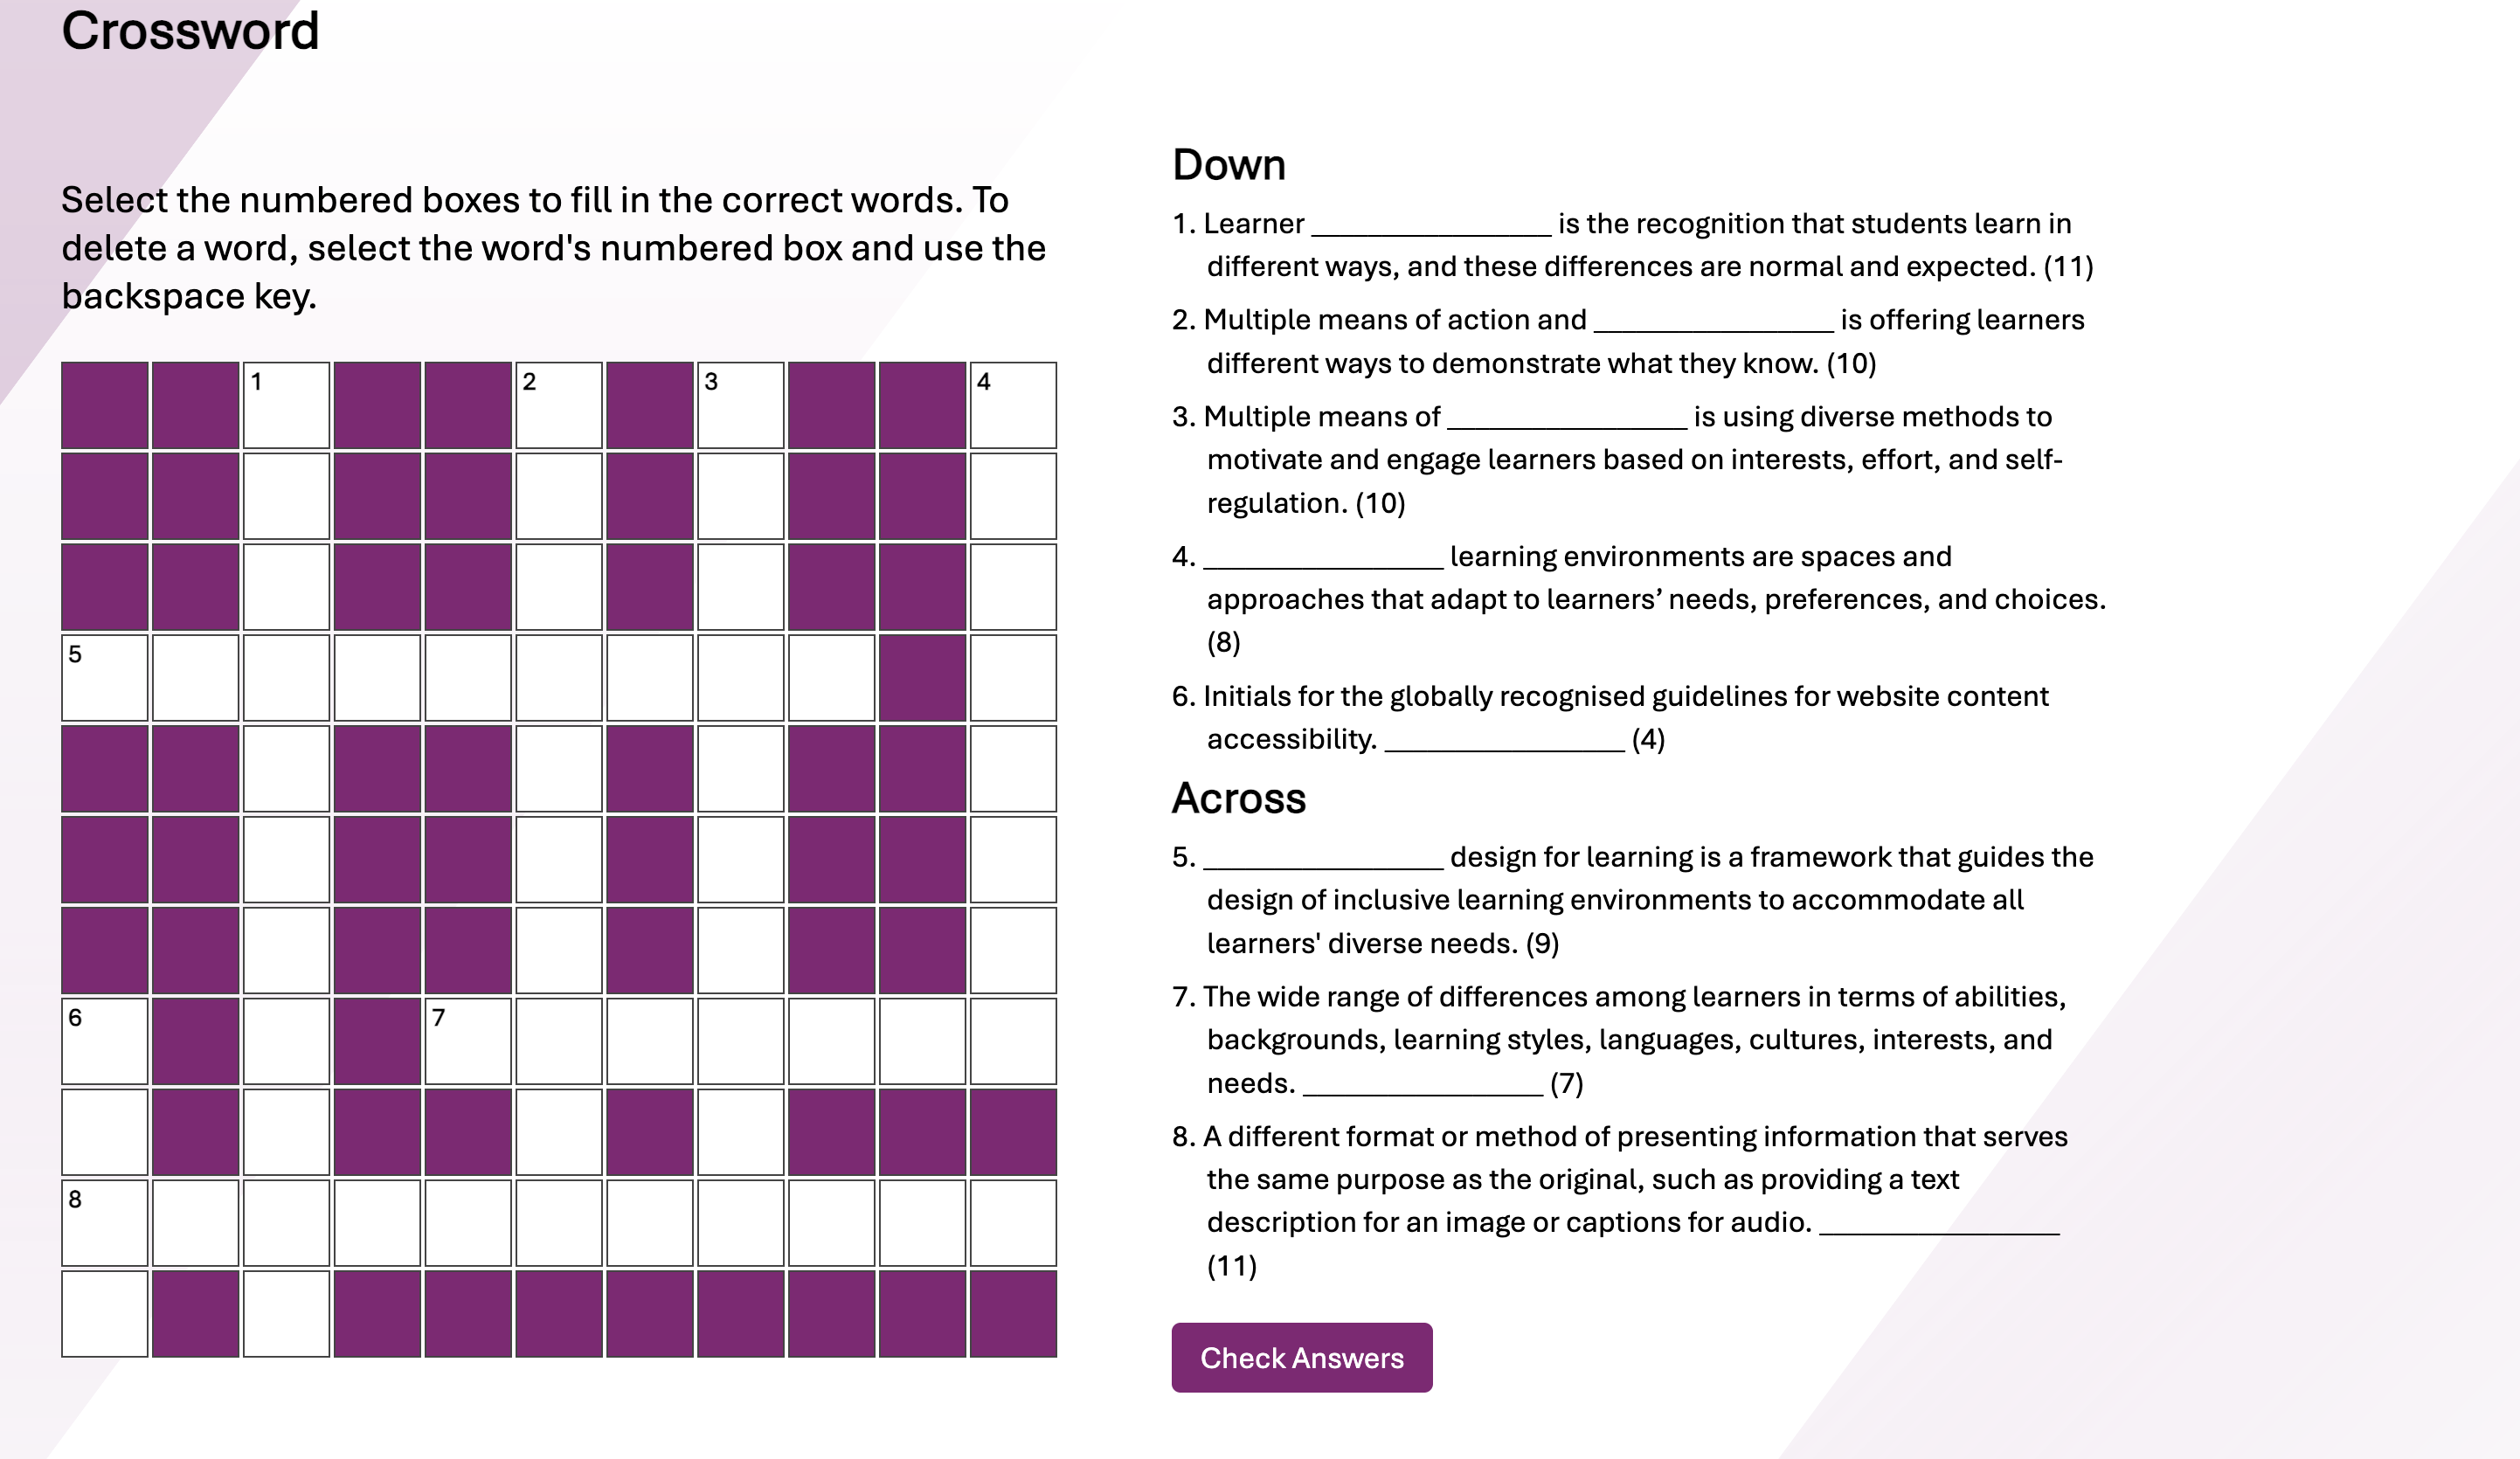 Crossword
Select the numbered boxes to fill in the correct words. To
delete a word, select the word's numbered box and use the
backspace key.
1 2 3 4
5
6 7
8
Down
1. Learner ________________ is the recognition that students learn in
different ways, and these differences are normal and expected. (11)
2. Multiple means of action and ________________ is offering learners
different ways to demonstrate what they know. (10)
3. Multiple means of ________________ is using diverse methods to
motivate and engage learners based on interests, effort, and self-
regulation. (10)
4. ________________ learning environments are spaces and
approaches that adapt to learners’ needs, preferences, and choices.
(8)
6. Initials for the globally recognised guidelines for website content
accessibility. ________________ (4)
Across
5. ________________ design for learning is a framework that guides the
design of inclusive learning environments to accommodate all
learners' diverse needs. (9)
7. The wide range of differences among learners in terms of abilities,
backgrounds, learning styles, languages, cultures, interests, and
needs. ________________ (7)
8. A different format or method of presenting information that serves
the same purpose as the original, such as providing a text
description for an image or captions for audio. ________________
(11)
Check Answers